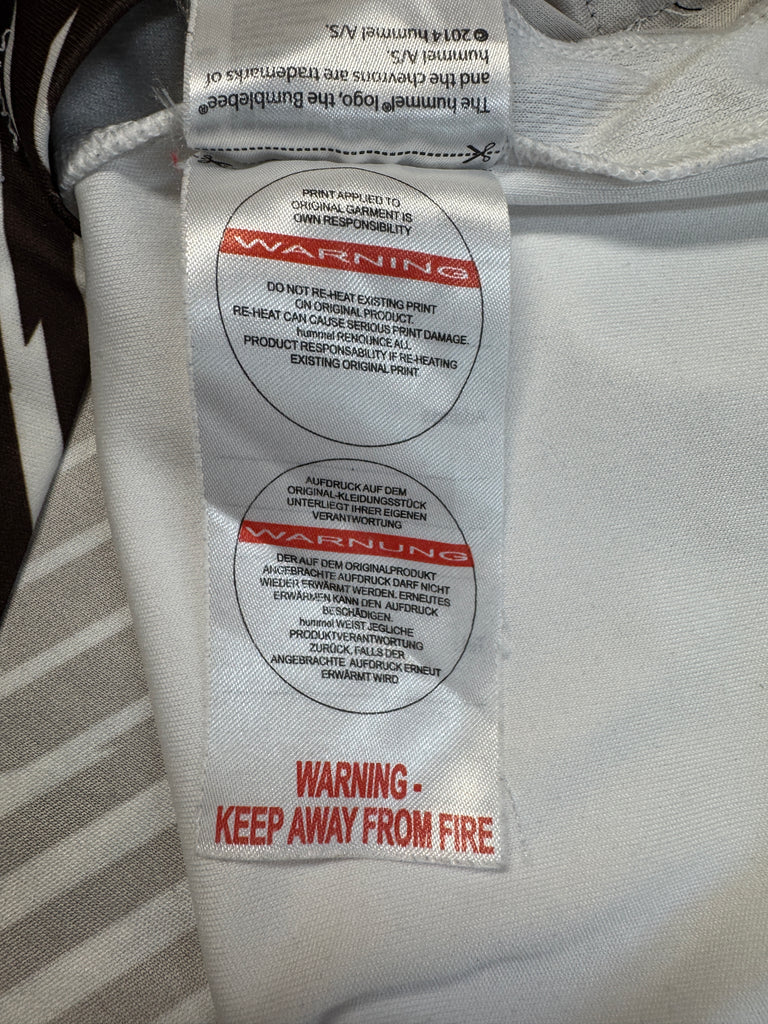 The hummel® logo, the Bumblebee®
and the chevrons are trademarks of
hummel A/S.
© 2014 hummel A/S.
PRINT APPLIED TO
ORIGINAL GARMENT IS
OWN RESPONSIBILITY
WARNING
DO NOT RE-HEAT EXISTING PRINT
ON ORIGINAL PRODUCT.
RE-HEAT CAN CAUSE SERIOUS PRINT DAMAGE.
hummel RENOUNCE ALL
PRODUCT RESPONSABILITY IF RE-HEATING
EXISTING ORIGINAL PRINT
AUFDRUCK AUF DEM
ORIGINAL-KLEIDUNGSSTÜCK
UNTERLIEGT IHRER EIGENEN
VERANTWORTUNG
WARNUNG
DER AUF DEM ORIGINALPRODUKT
ANGEBRACHTE AUFDRUCK DARF NICHT
WIEDER ERWÄRMT WERDEN. ERNEUTES
ERWÄRMEN KANN DEN AUFDRUCK
BESCHÄDIGEN.
hummel WEIST JEGLICHE
PRODUKTVERANTWORTUNG
ZURÜCK, FALLS DER
ANGEBRACHTE AUFDRUCK ERNEUT
ERWÄRMT WIRD
WARNING -
KEEP AWAY FROM FIRE